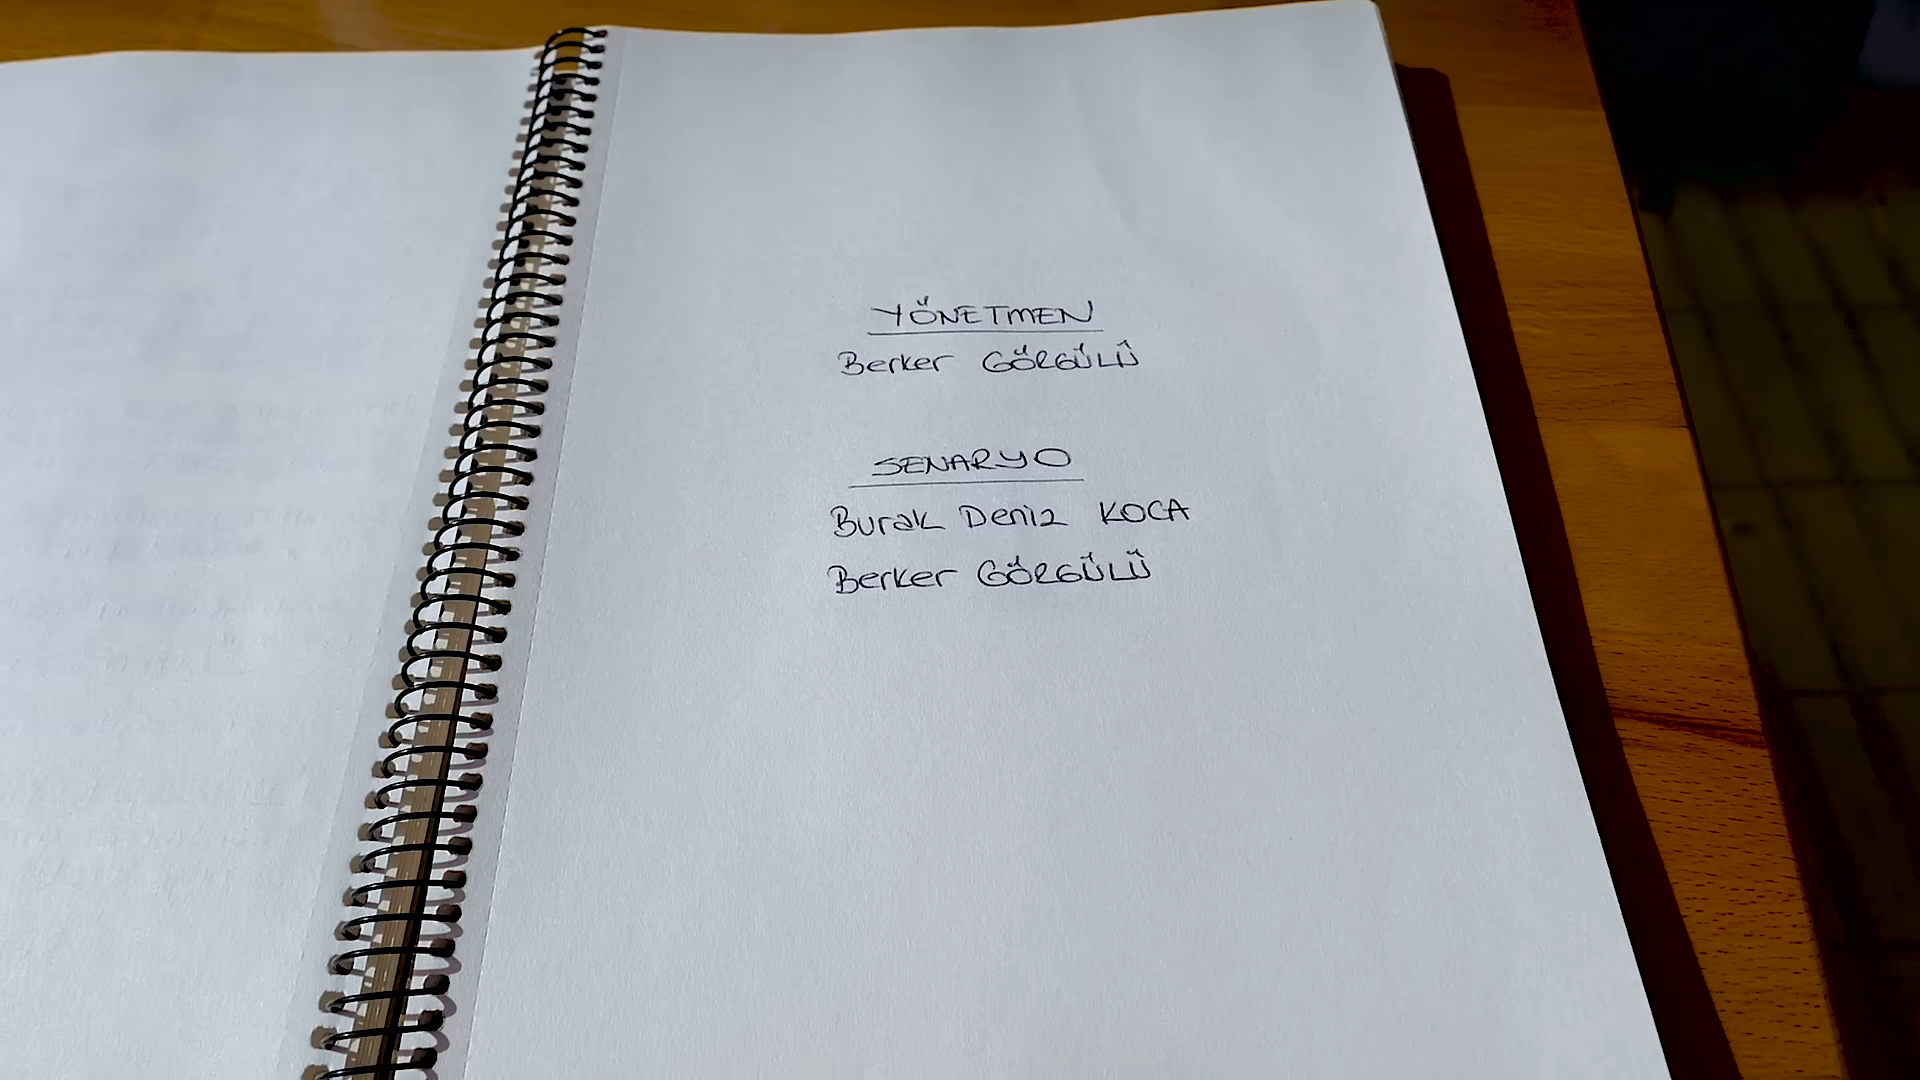 YÖNETMEN
Berker GÖRGÜLÜ
SENARYO
Burak Deniz KOCA
Berker GÖRGÜLÜ